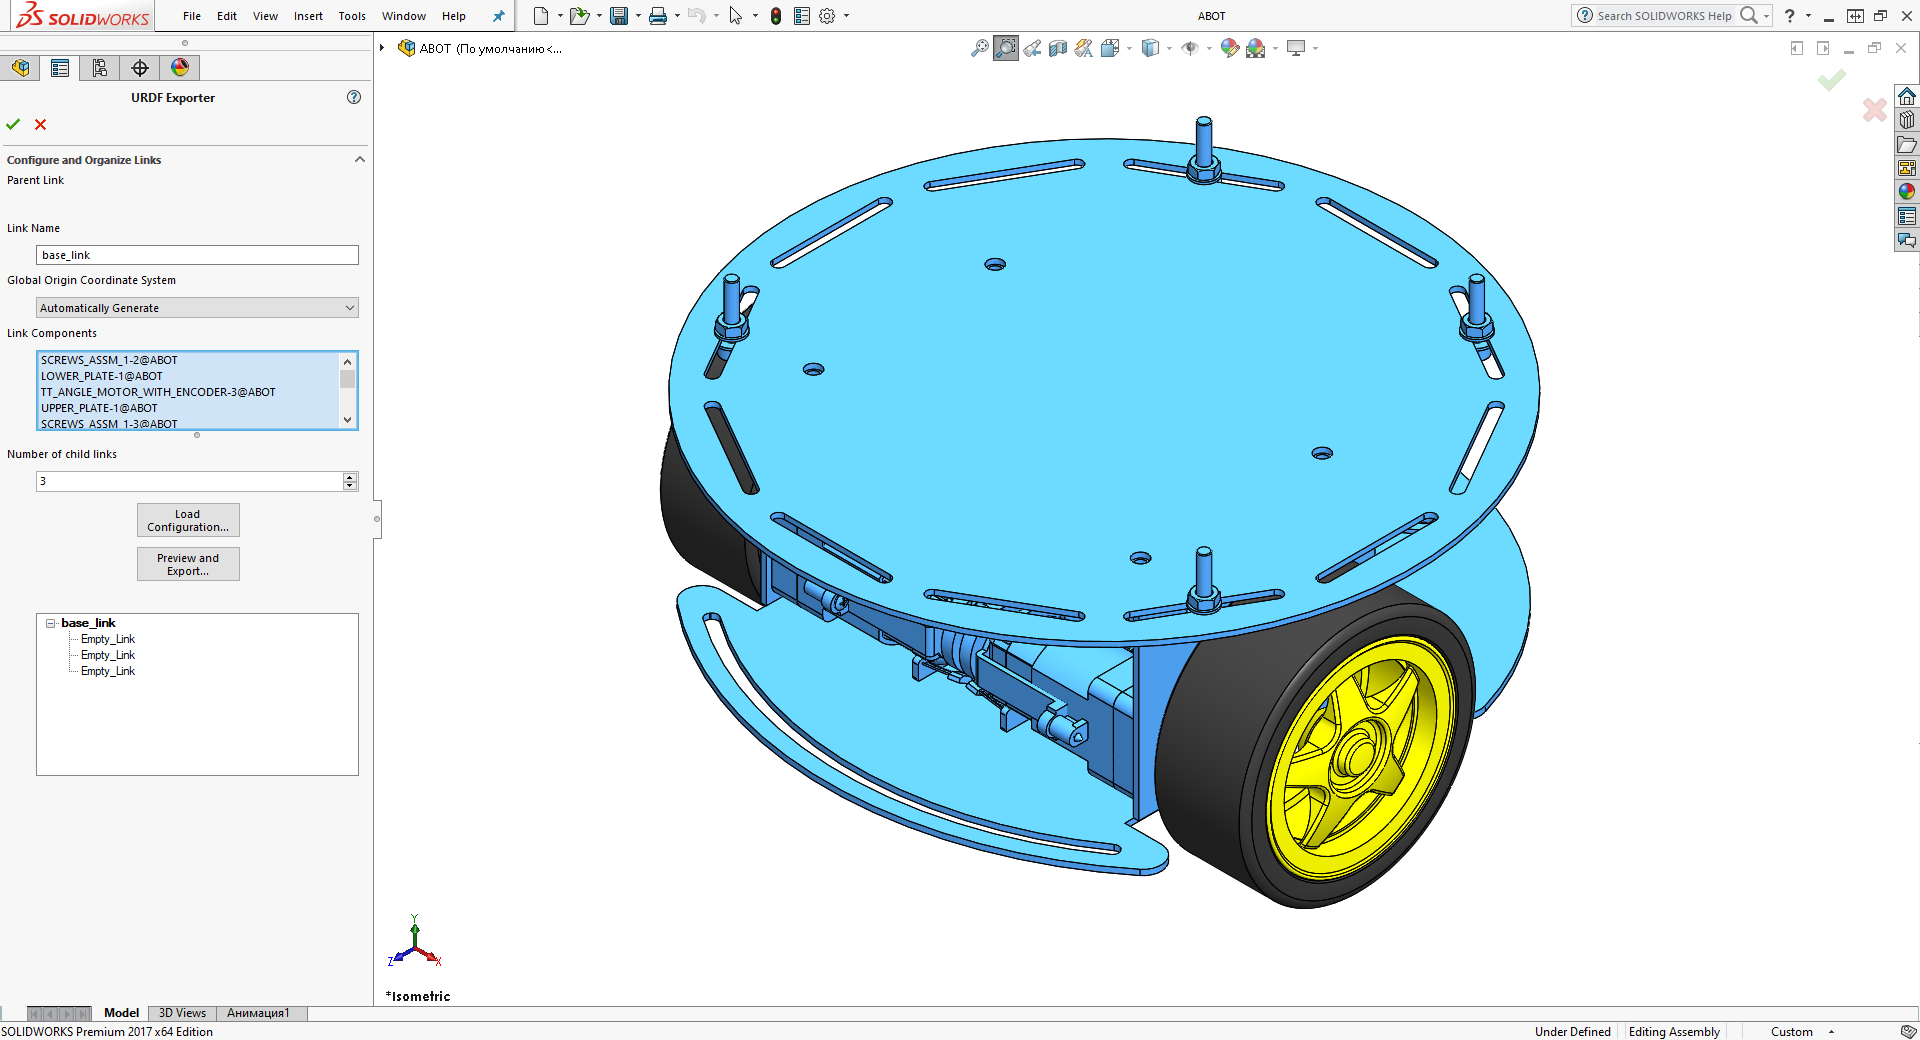 SOLIDWORKS File Edit View Insert Tools Window Help ABOT Search SOLIDWORKS Help ?
ABOT (По умолчанию<...
URDF Exporter
?
Configure and Organize Links
Parent Link
Link Name
base_link
Global Origin Coordinate System
Automatically Generate
Link Components
SCREWS_ASSM_1-2@ABOT
LOWER_PLATE-1@ABOT
TT_ANGLE_MOTOR_WITH_ENCODER-3@ABOT
UPPER_PLATE-1@ABOT
SCREWS_ASSM_1-3@ABOT
Number of child links
3
Load
Configuration...
Preview and
Export...
base_link
Empty_Link
Empty_Link
Empty_Link
Y
Z X
*Isometric
Model 3D Views Анимация1
SOLIDWORKS Premium 2017 x64 Edition Under Defined Editing Assembly Custom